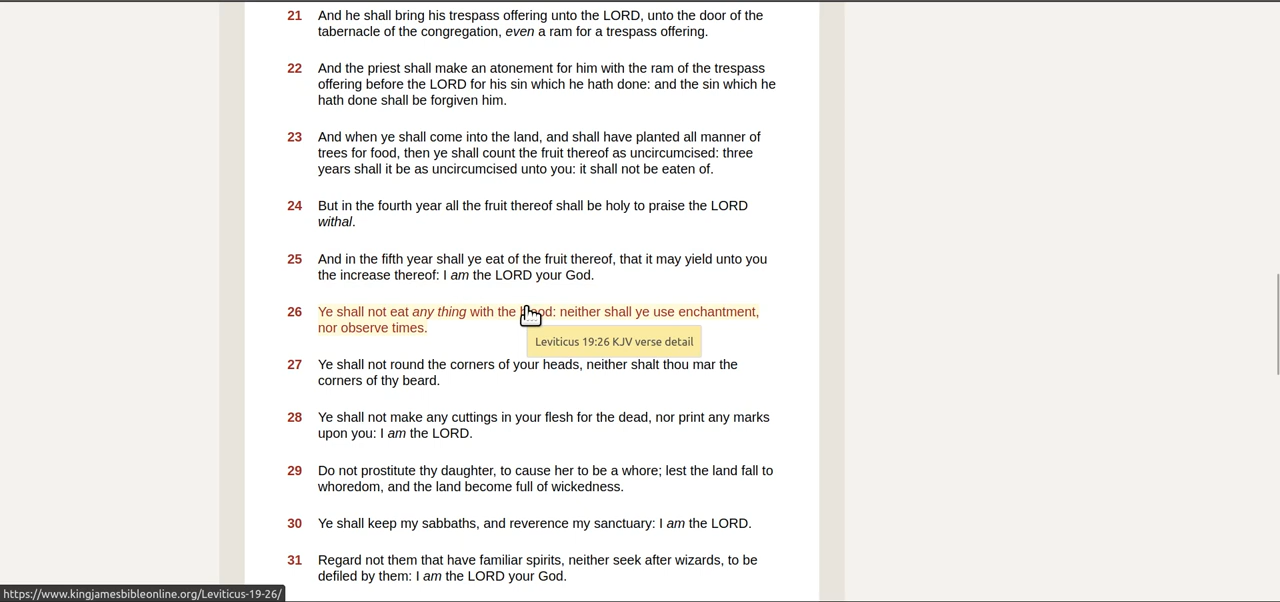 21 And he shall bring his trespass offering unto the LORD, unto the door of the
tabernacle of the congregation, even a ram for a trespass offering.
22 And the priest shall make an atonement for him with the ram of the trespass
offering before the LORD for his sin which he hath done: and the sin which he
hath done shall be forgiven him.
23 And when ye shall come into the land, and shall have planted all manner of
trees for food, then ye shall count the fruit thereof as uncircumcised: three
years shall it be as uncircumcised unto you: it shall not be eaten of.
24 But in the fourth year all the fruit thereof shall be holy to praise the LORD
withal.
25 And in the fifth year shall ye eat of the fruit thereof, that it may yield unto you
the increase thereof: I am the LORD your God.
26 Ye shall not eat any thing with the blood: neither shall ye use enchantment,
nor observe times.
Leviticus 19:26 KJV verse detail
27 Ye shall not round the corners of your heads, neither shalt thou mar the
corners of thy beard.
28 Ye shall not make any cuttings in your flesh for the dead, nor print any marks
upon you: I am the LORD.
29 Do not prostitute thy daughter, to cause her to be a whore; lest the land fall to
whoredom, and the land become full of wickedness.
30 Ye shall keep my sabbaths, and reverence my sanctuary: I am the LORD.
31 Regard not them that have familiar spirits, neither seek after wizards, to be
defiled by them: I am the LORD your God.
https://www.kingjamesbibleonline.org/Leviticus-19-26/